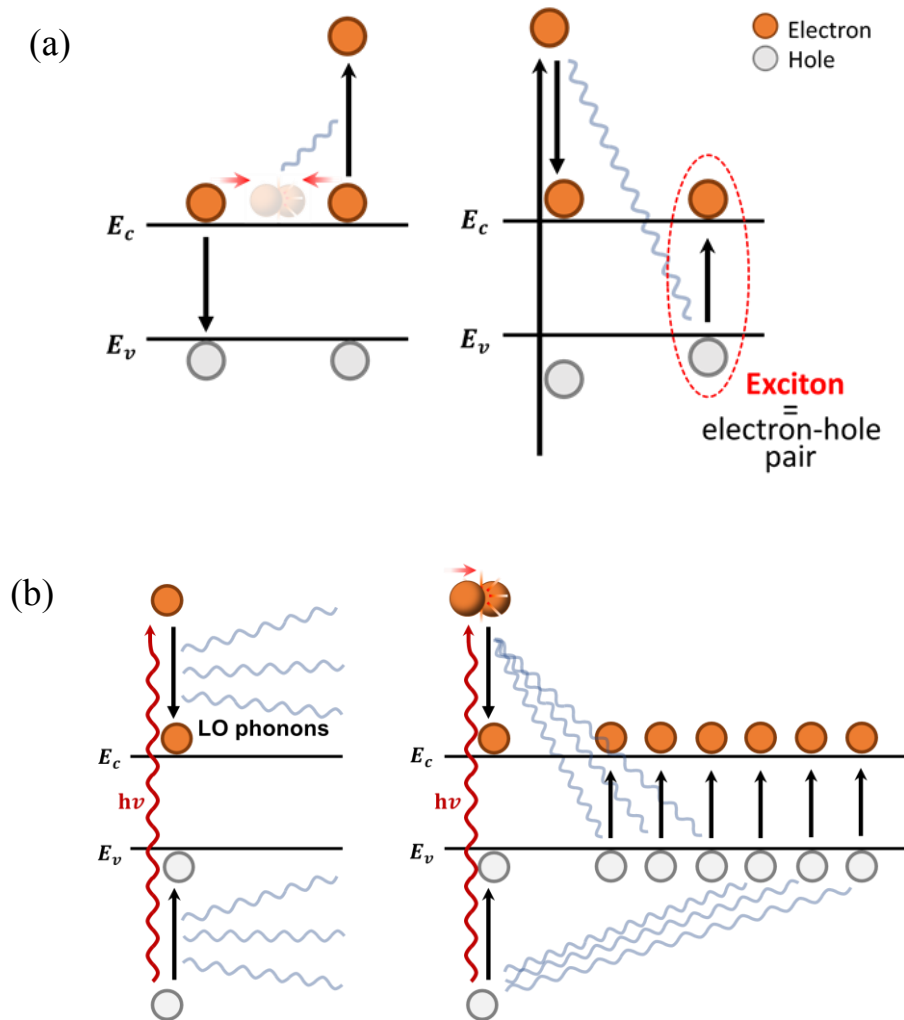 (a)
Electron
Hole
E_c
E_v
E_c
E_v
Exciton
=
electron-hole
pair
(b)
LO phonons
E_c
hν
E_v
E_c
hν
E_v